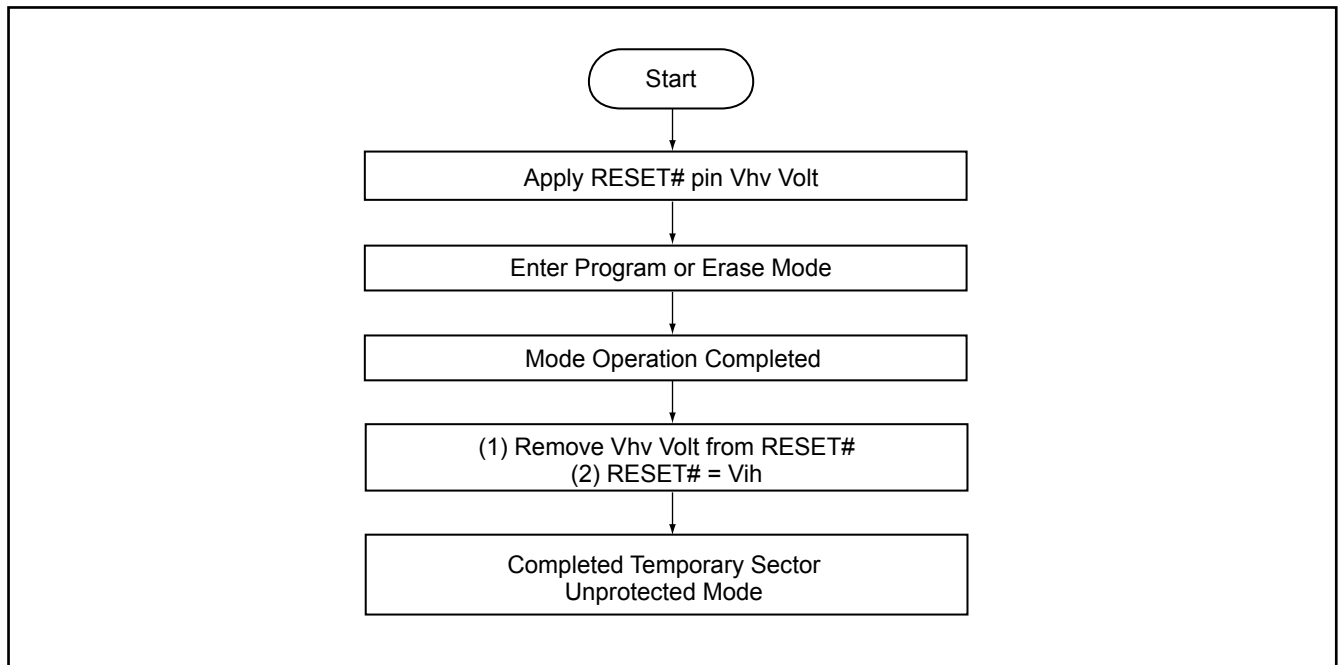 Start
Apply RESET# pin Vhv Volt
Enter Program or Erase Mode
Mode Operation Completed
(1) Remove Vhv Volt from RESET#
(2) RESET# = Vih
Completed Temporary Sector
Unprotected Mode